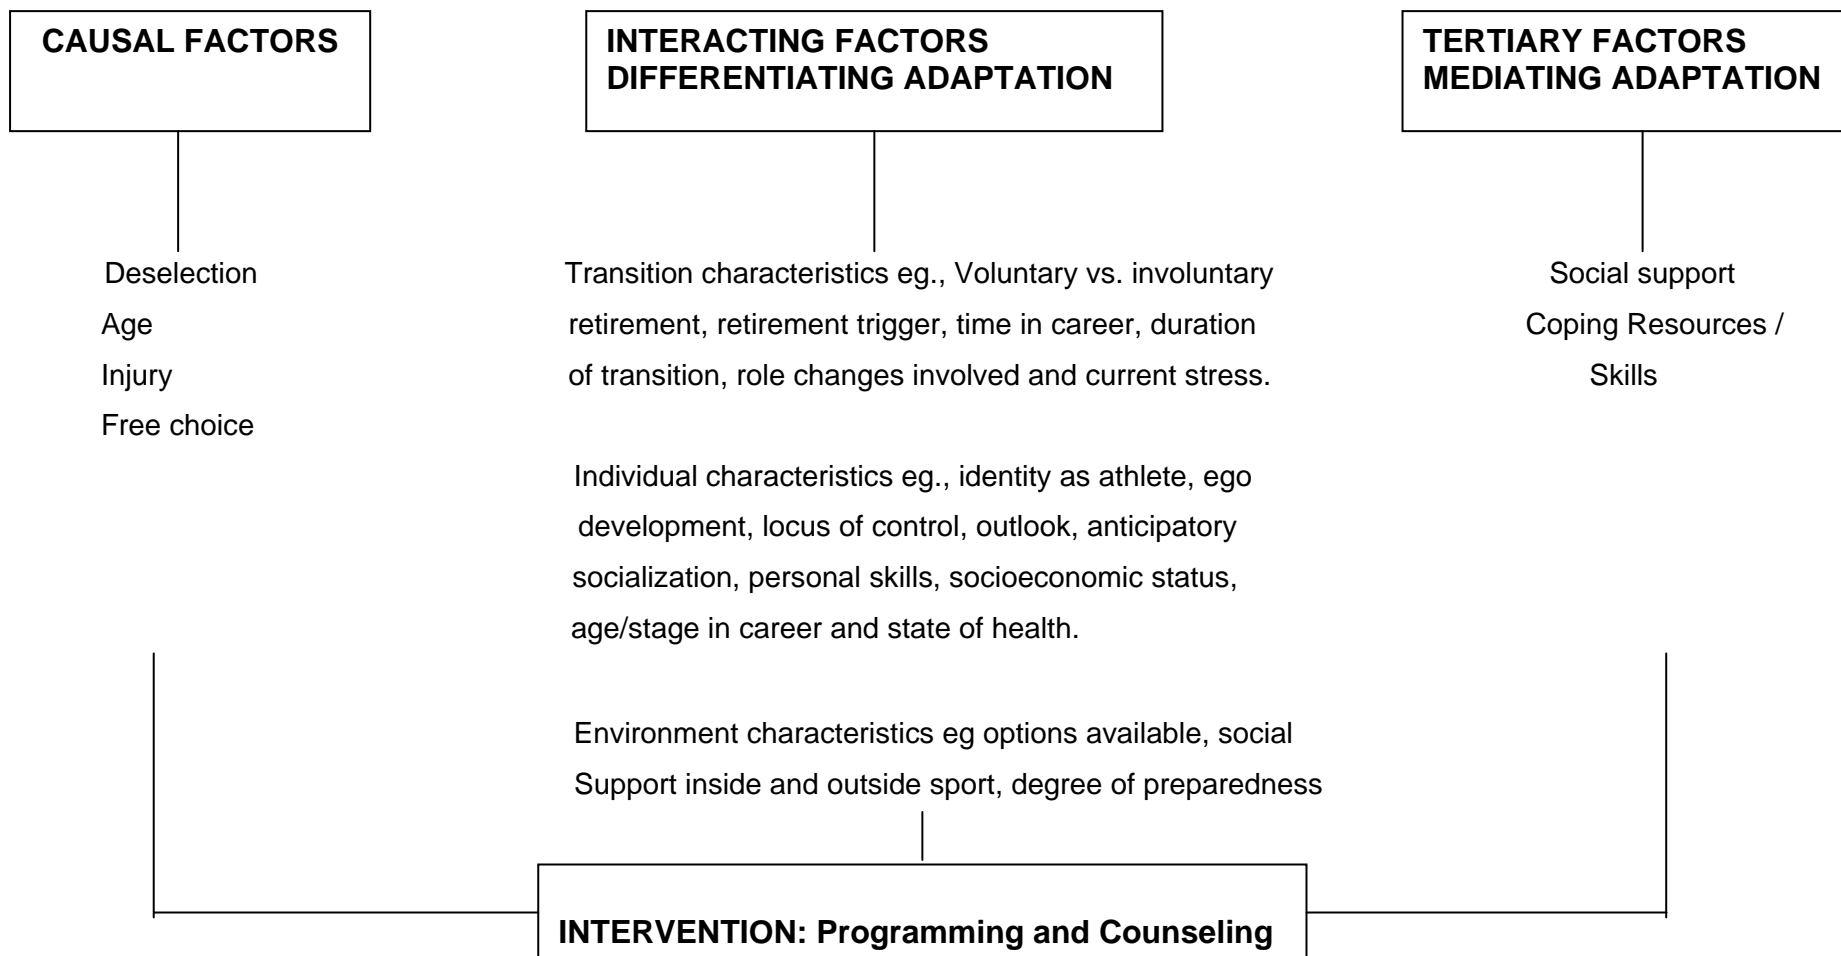 CAUSAL FACTORS
INTERACTING FACTORS
DIFFERENTIATING ADAPTATION
TERTIARY FACTORS
MEDIATING ADAPTATION
Deselection
Age
Injury
Free choice
Transition characteristics eg., Voluntary vs. involuntary
retirement, retirement trigger, time in career, duration
of transition, role changes involved and current stress.
Individual characteristics eg., identity as athlete, ego
development, locus of control, outlook, anticipatory
socialization, personal skills, socioeconomic status,
age/stage in career and state of health.
Environment characteristics eg options available, social
Support inside and outside sport, degree of preparedness
Social support
Coping Resources /
Skills
INTERVENTION: Programming and Counseling